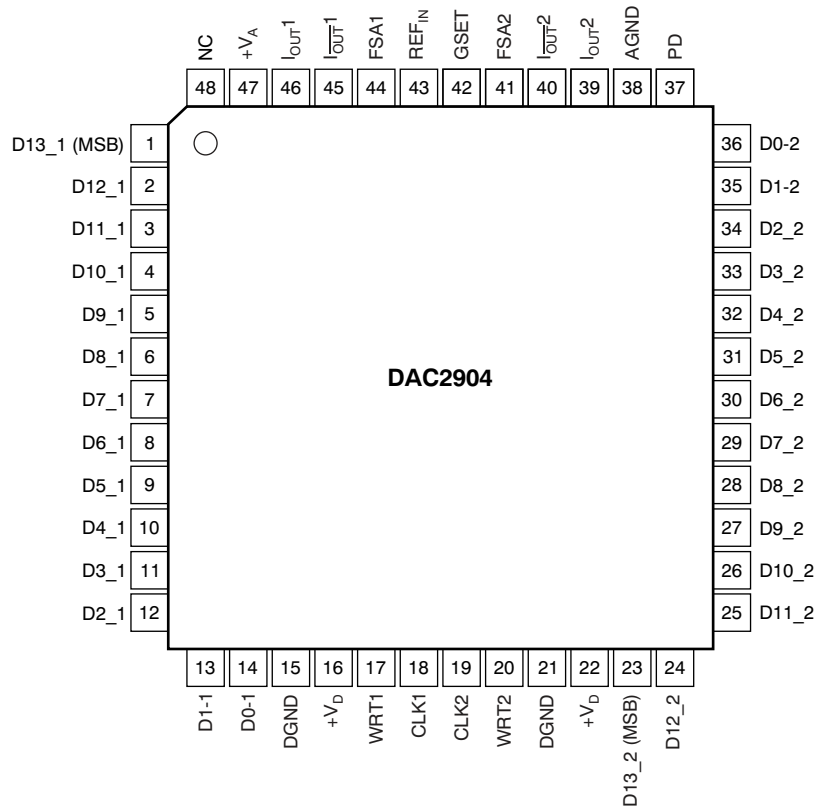 NC +VA IOUT1 I̅O̅U̅T̅1 FSA1 REFIN GSET FSA2 I̅O̅U̅T̅2 IOUT2 AGND PD
48 47 46 45 44 43 42 41 40 39 38 37
D13_1 (MSB) 1 36 D0-2
D12_1 2 35 D1-2
D11_1 3 34 D2_2
D10_1 4 33 D3_2
D9_1 5 32 D4_2
D8_1 6 31 D5_2
DAC2904
D7_1 7 30 D6_2
D6_1 8 29 D7_2
D5_1 9 28 D8_2
D4_1 10 27 D9_2
D3_1 11 26 D10_2
D2_1 12 25 D11_2
13 14 15 16 17 18 19 20 21 22 23 24
D1-1 D0-1 DGND +VD WRT1 CLK1 CLK2 WRT2 DGND +VD D13_2 (MSB) D12_2